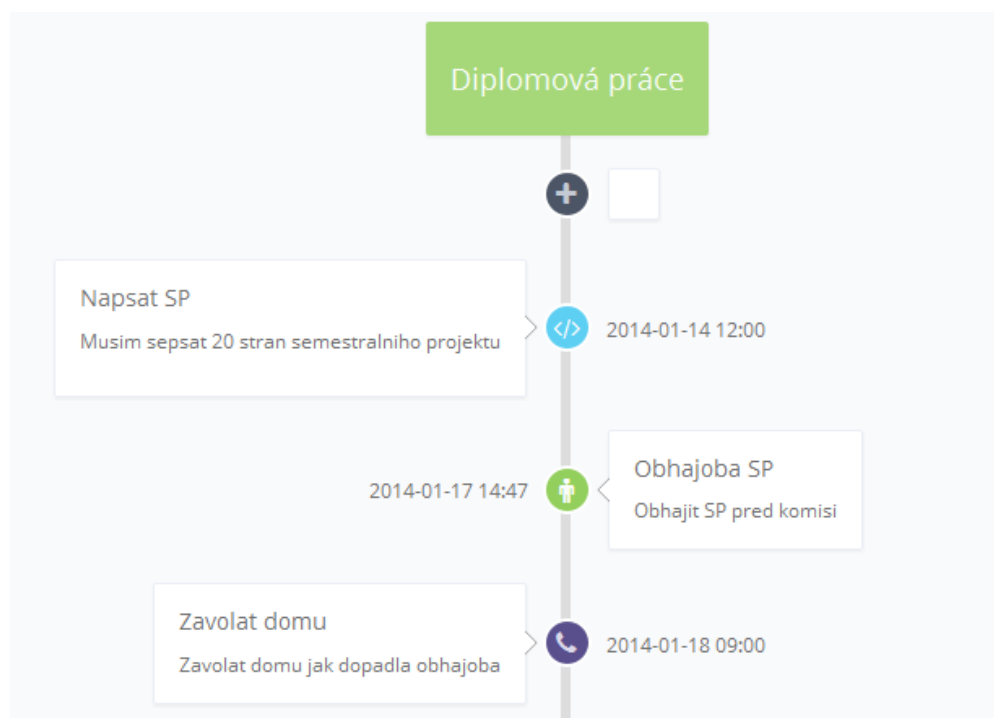 Diplomová práce
Napsat SP
Musim sepsat 20 stran semestralniho projektu
2014-01-14 12:00
2014-01-17 14:47
Obhajoba SP
Obhajit SP pred komisi
Zavolat domu
Zavolat domu jak dopadla obhajoba
2014-01-18 09:00